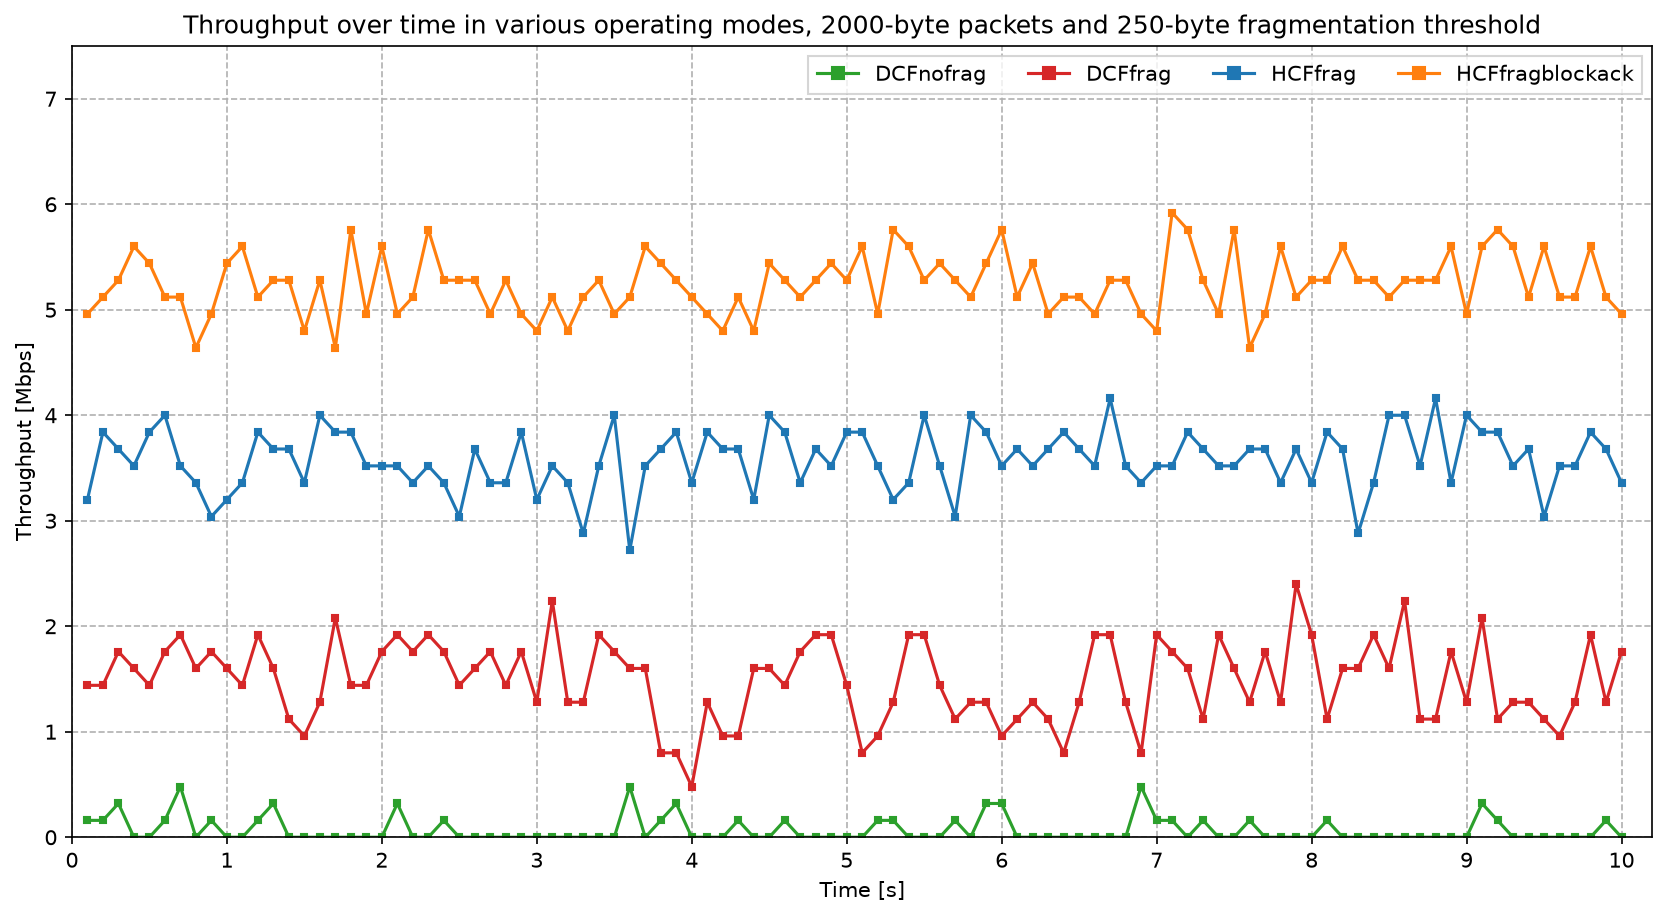 Throughput over time in various operating modes, 2000-byte packets and 250-byte fragmentation threshold
DCFnofrag DCFfrag HCFfrag HCFfragblockack
7
6
5
4
3
2
1
0
Throughput [Mbps]
0 1 2 3 4 5 6 7 8 9 10
Time [s]